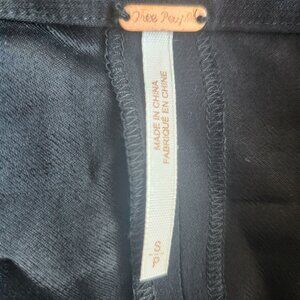 Free People
MADE IN CHINA
FABRIQUÉ EN CHINE
S|P